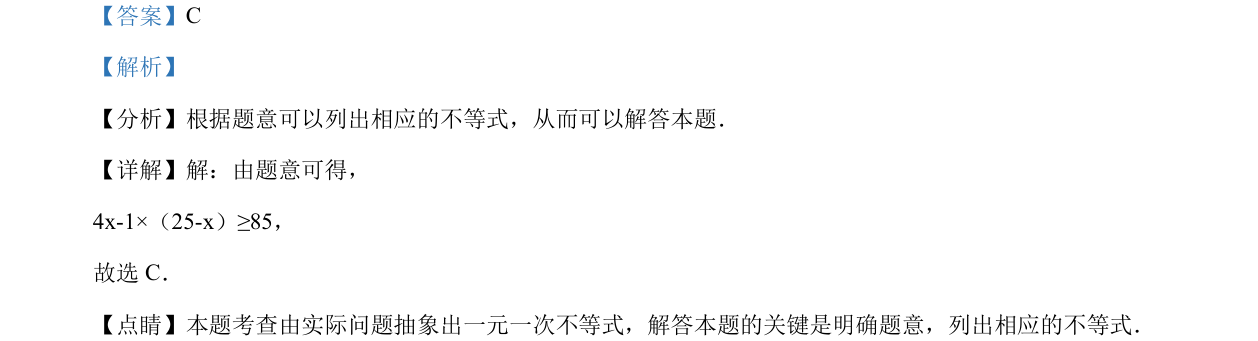 【答案】C
【解析】
【分析】根据题意可以列出相应的不等式，从而可以解答本题．
【详解】解：由题意可得，
4x-1×（25-x）≥85，
故选 C．
【点睛】本题考查由实际问题抽象出一元一次不等式，解答本题的关键是明确题意，列出相应的不等式．